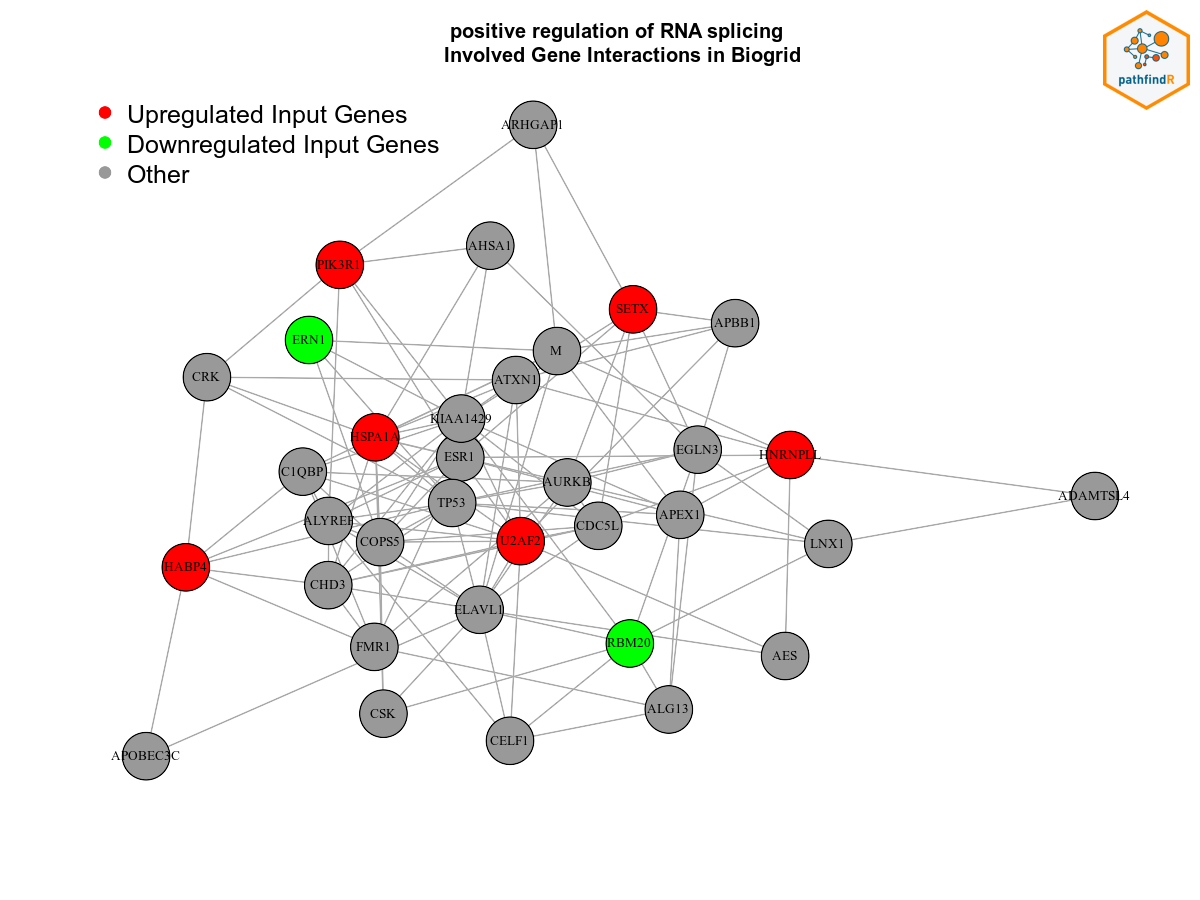 positive regulation of RNA splicing
Involved Gene Interactions in Biogrid
pathfindR
Upregulated Input Genes
Downregulated Input Genes
Other
ARHGAP1
AHSA1
PIK3R1
SETX
APBB1
ERN1
M
CRK
ATXN1
KIAA1429
HSPA1A
EGLN3
HNRNPLL
ESR1
C1QBP
AURKB
ADAMTSL4
TP53
APEX1
ALYREF
CDC5L
COPS5
U2AF2
LNX1
HABP4
CHD3
ELAVL1
RBM20
FMR1
AES
ALG13
CSK
CELF1
APOBEC3C